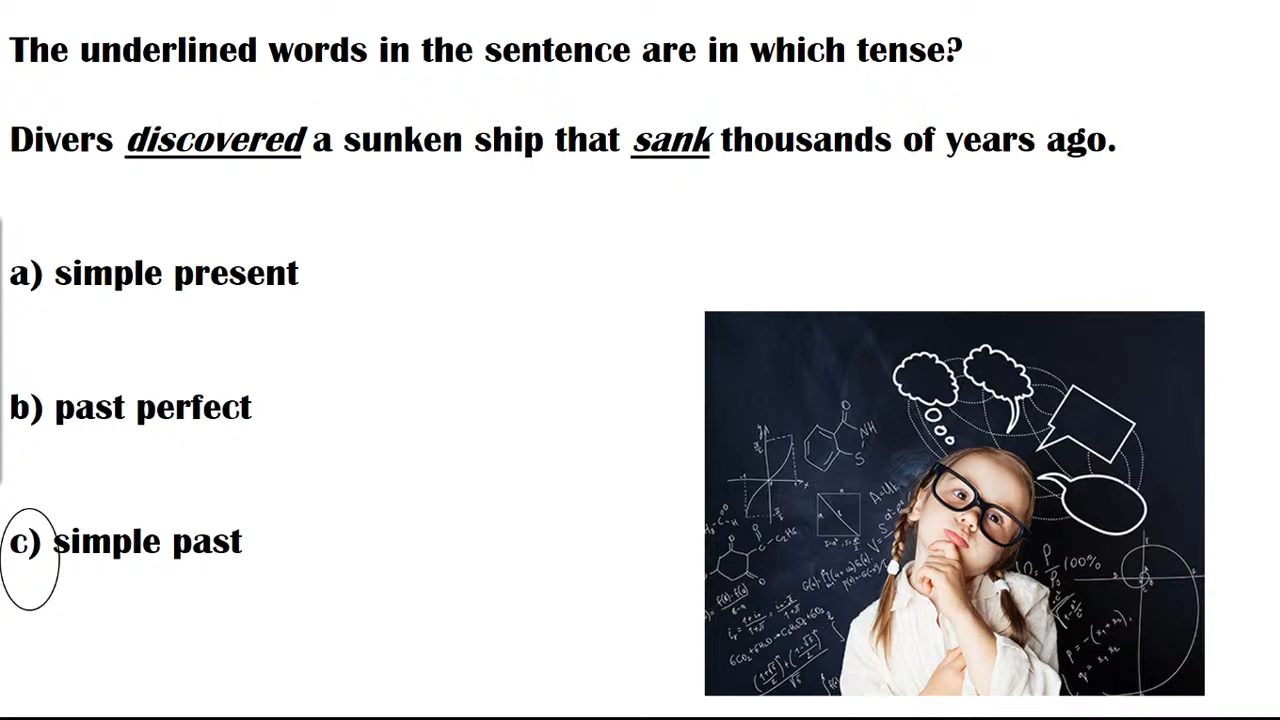 The underlined words in the sentence are in which tense?
Divers discovered a sunken ship that sank thousands of years ago.
a) simple present
b) past perfect
c) simple past
100%